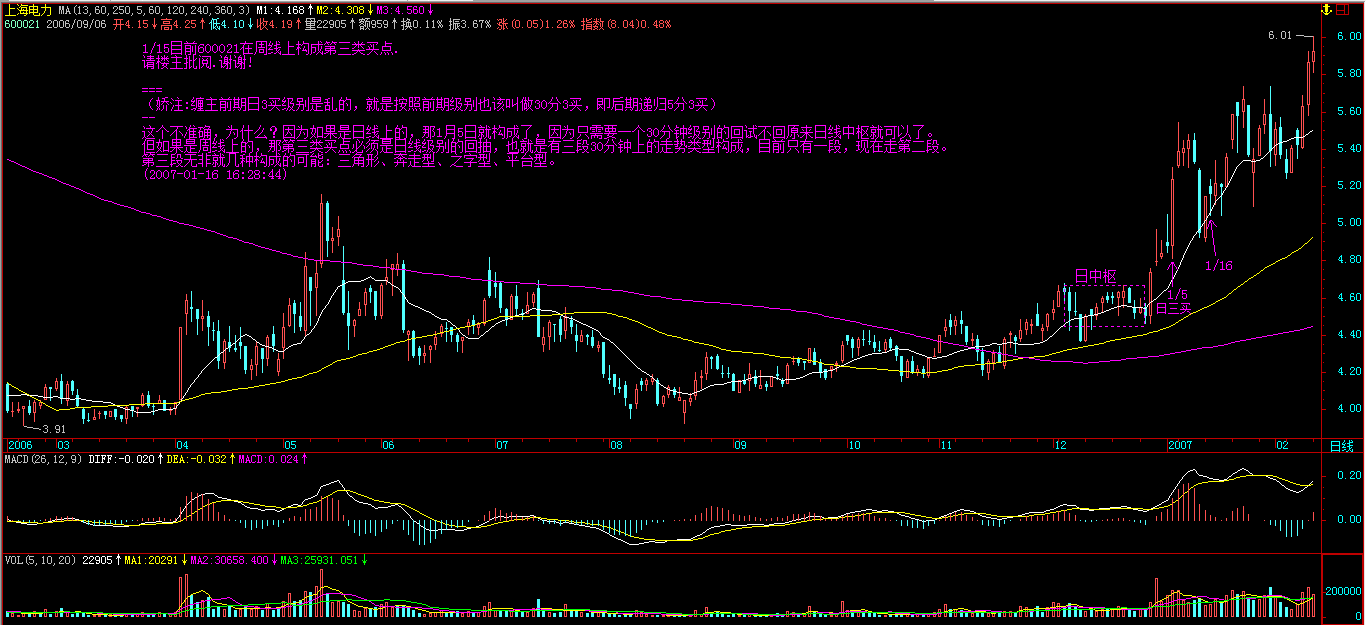 上海电力 MA(13,60,250,5,60,120,240,360,3) M1:4.168↑M2:4.308↓M3:4.560↓
600021 2006/09/06 开4.15↓高4.25↑低4.10↓收4.19↑量22905↑额959↑换0.11% 振3.67% 涨(0.05)1.26% 指数(8.04)0.48%
1/15目前600021在周线上构成第三类买点.
请楼主批阅.谢谢!
===
(娇注:缠主前期日3买级别是乱的,就是按照前期级别也该叫做30分3买,即后期递归5分3买)
--
这个不准确,为什么?因为如果是日线上的,那1月5日就构成了,因为只需要一个30分钟级别的回试不回原来日线中枢就可以了。
但如果是周线上的,那第三类买点必须是日线级别的回抽,也就是有三段30分钟上的走势类型构成,目前只有一段,现在走第二段。
第三段无非就几种构成的可能:三角形、奔走型、之字型、平台型。
(2007-01-16 16:28:44)
6.01
6.00
5.80
5.60
5.40
5.20
5.00
4.80
4.60
4.40
4.20
4.00
日中枢
1/5
日三买
1/16
3.91
2006 03 04 05 06 07 08 09 10 11 12 2007 02 日线
MACD(26,12,9) DIFF:-0.020↑DEA:-0.032↑MACD:0.024↑
0.20
0.00
VOL(5,10,20) 22905↑MA1:20291↓MA2:30658.400↓MA3:25931.051↓
200000
0